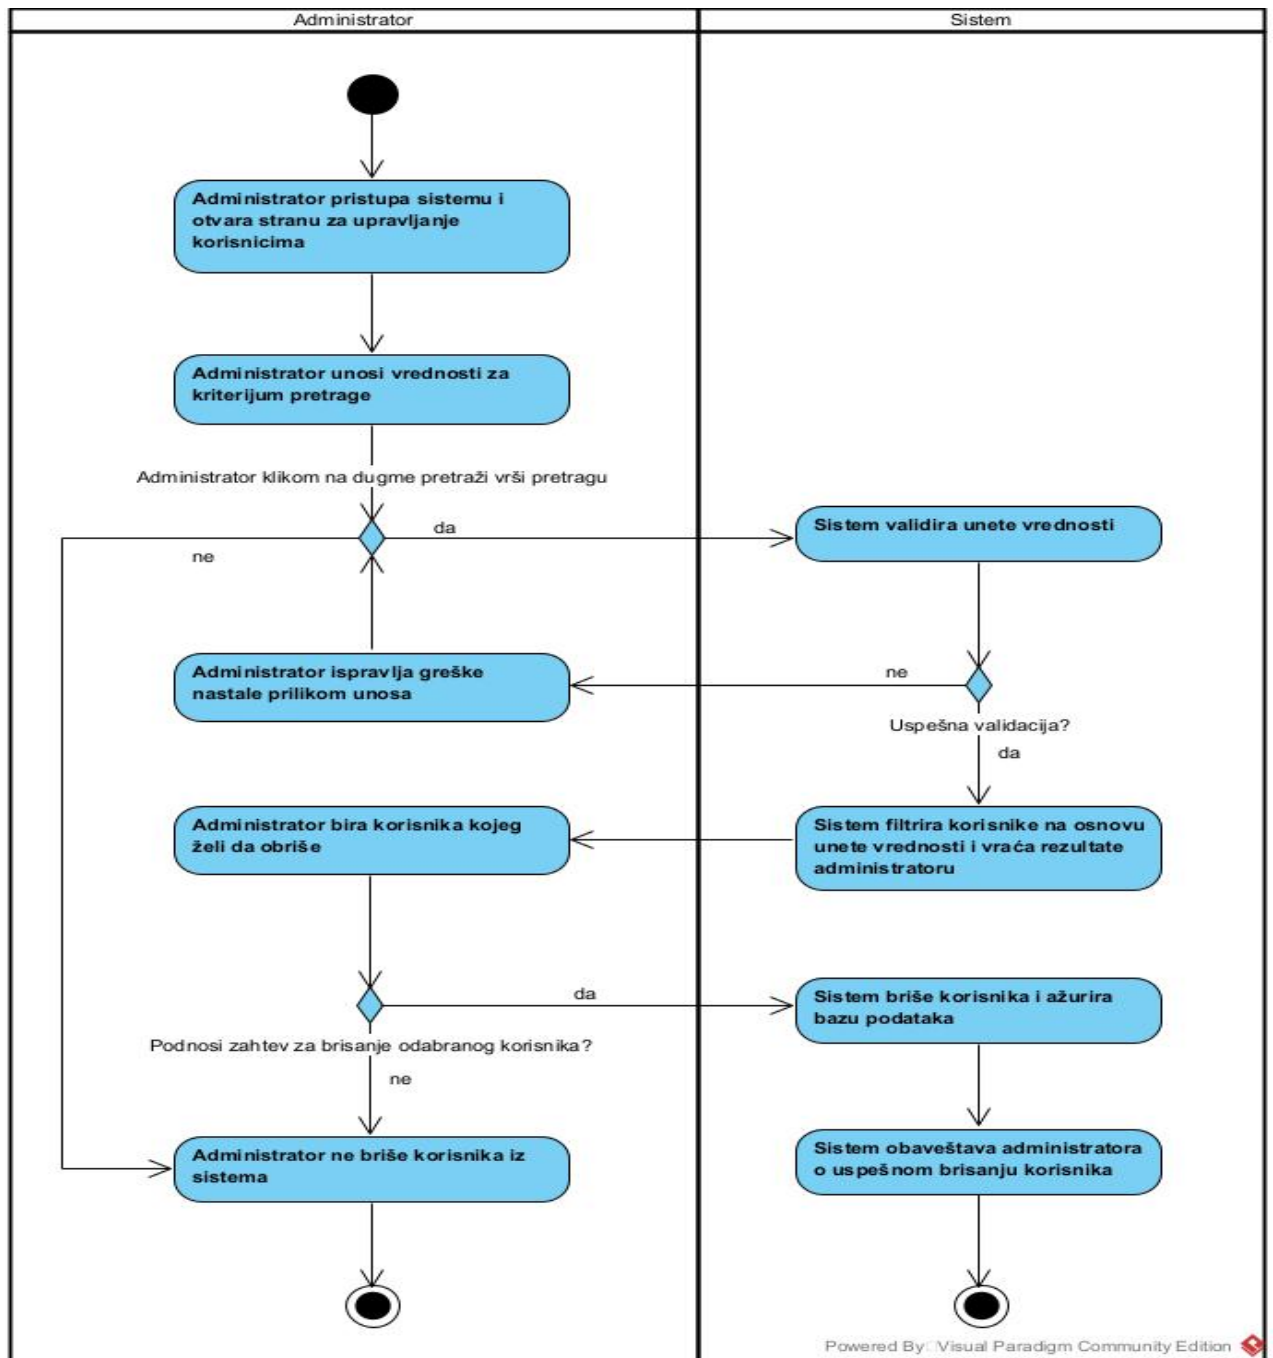 Administrator
Sistem
Administrator pristupa sistemu i
otvara stranu za upravljanje
korisnicima
Administrator unosi vrednosti za
kriterijum pretrage
Administrator klikom na dugme pretraži vrši pretragu
da
ne
Sistem validira unete vrednosti
Administrator ispravlja greške
nastale prilikom unosa
ne
Uspešna validacija?
da
Administrator bira korisnika kojeg
želi da obriše
Sistem filtrira korisnike na osnovu
unete vrednosti i vraća rezultate
administratoru
da
Sistem briše korisnika i ažurira
bazu podataka
Podnosi zahtev za brisanje odabranog korisnika?
ne
Administrator ne briše korisnika iz
sistema
Sistem obaveštava administratora
o uspešnom brisanju korisnika
Powered By: Visual Paradigm Community Edition